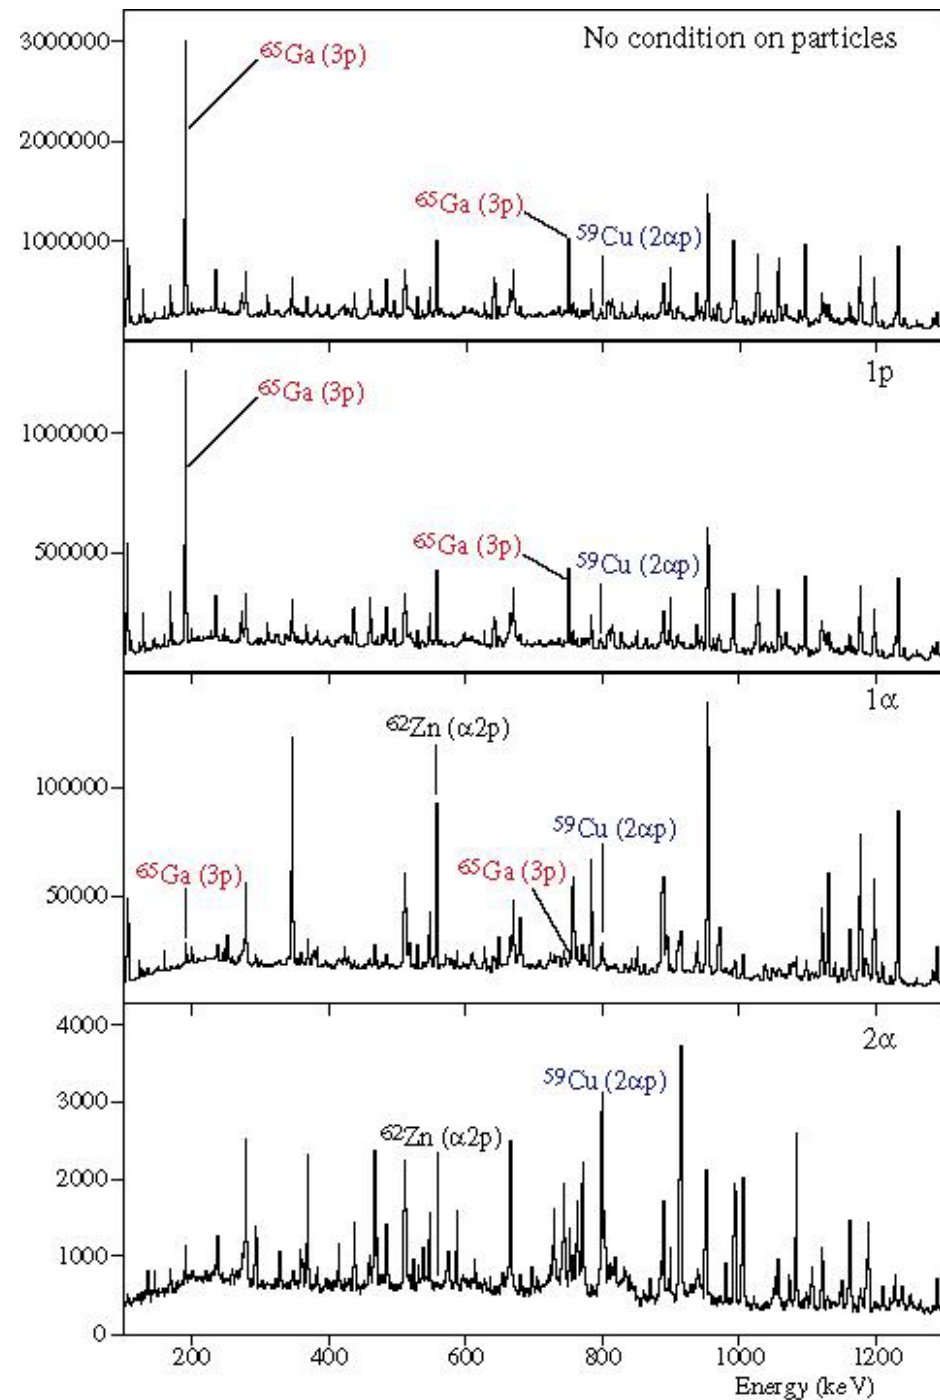 3000000
⁶⁵Ga (3p)
No condition on particles
2000000
⁶⁵Ga (3p)
⁵⁹Cu (2αp)
1000000
1p
⁶⁵Ga (3p)
1000000
⁶⁵Ga (3p)
⁵⁹Cu (2αp)
500000
1α
⁶²Zn (α2p)
100000
⁵⁹Cu (2αp)
⁶⁵Ga (3p)
⁶⁵Ga (3p)
50000
4000
2α
⁵⁹Cu (2αp)
3000
⁶²Zn (α2p)
2000
1000
0
200 400 600 800 1000 1200
Energy (keV)